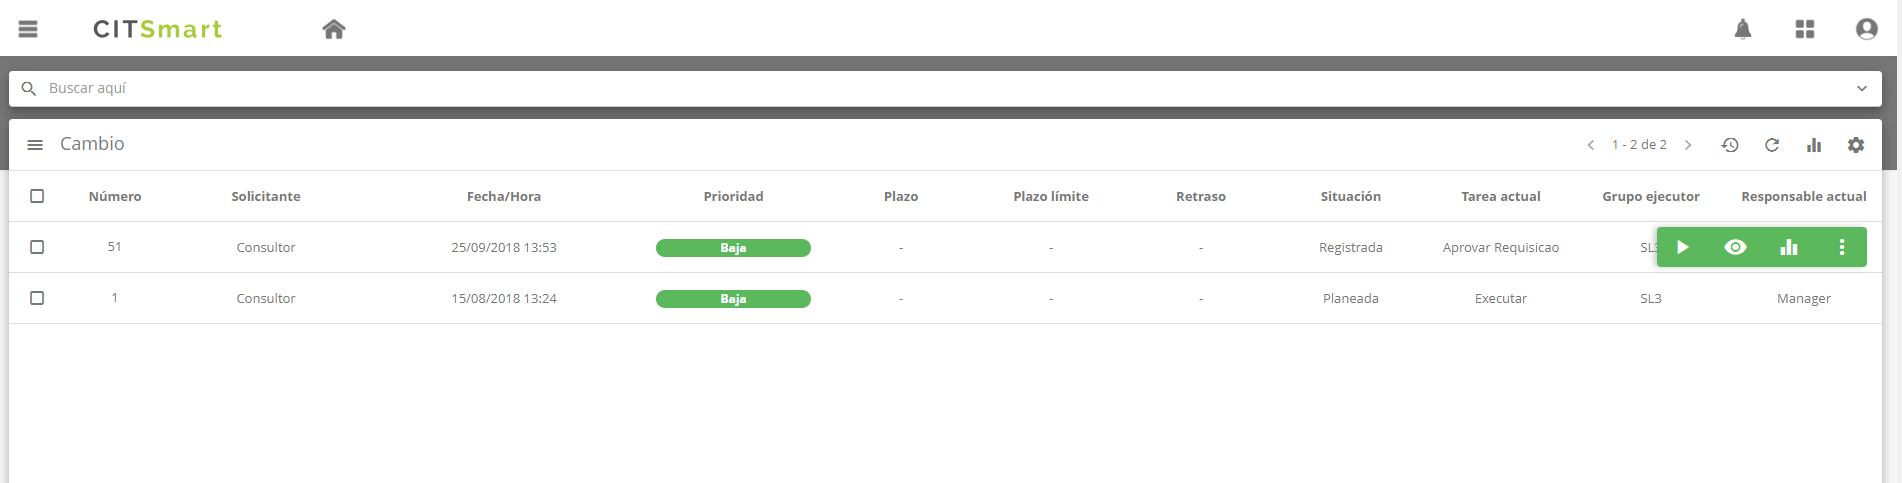 CITSmart
Buscar aquí
Cambio
1 - 2 de 2
Número Solicitante Fecha/Hora Prioridad Plazo Plazo límite Retraso Situación Tarea actual Grupo ejecutor Responsable actual
51 Consultor 25/09/2018 13:53 Baja - - - Registrada Aprovar Requisicao
1 Consultor 15/08/2018 13:24 Baja - - - Planeada Executar SL3 Manager